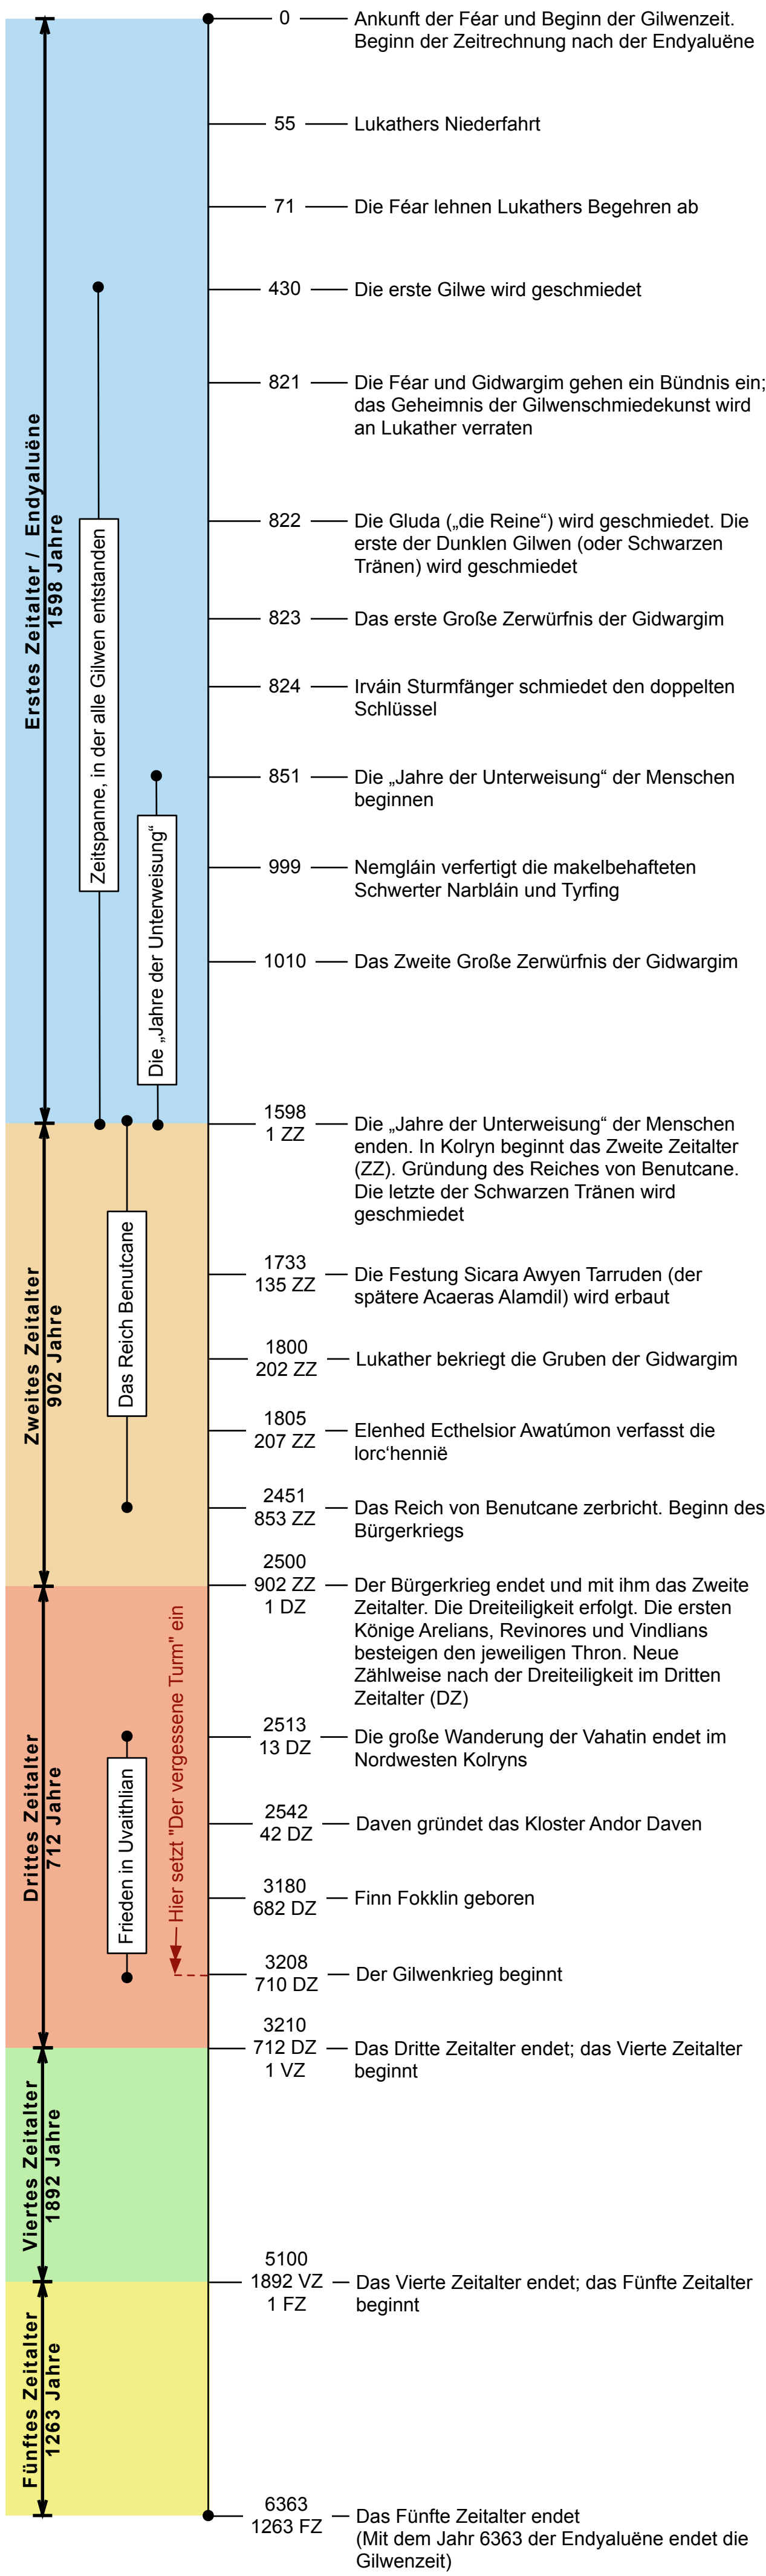 0
Ankunft der Féar und Beginn der Gilwenzeit.
Beginn der Zeitrechnung nach der Endyaluëne
55
Lukathers Niederfahrt
71
Die Féar lehnen Lukathers Begehren ab
430
Die erste Gilwe wird geschmiedet
821
Die Féar und Gidwargim gehen ein Bündnis ein;
das Geheimnis der Gilwenschmiedekunst wird
an Lukather verraten
822
Die Gluda („die Reine“) wird geschmiedet. Die
erste der Dunklen Gilwen (oder Schwarzen
Tränen) wird geschmiedet
823
Das erste Große Zerwürfnis der Gidwargim
824
Irváin Sturmfänger schmiedet den doppelten
Schlüssel
851
Die „Jahre der Unterweisung“ der Menschen
beginnen
999
Nemgláin verfertigt die makelbehafteten
Schwerter Narbláin und Tyrfing
1010
Das Zweite Große Zerwürfnis der Gidwargim
Erstes Zeitalter / Endyaluëne
1598 Jahre
Zeitspanne, in der alle Gilwen entstanden
Die „Jahre der Unterweisung“
1598
1 ZZ
Die „Jahre der Unterweisung“ der Menschen
enden. In Kolryn beginnt das Zweite Zeitalter
(ZZ). Gründung des Reiches von Benutcane.
Die letzte der Schwarzen Tränen wird
geschmiedet
1733
135 ZZ
Die Festung Sicara Awyen Tarruden (der
spätere Acaeras Alamdil) wird erbaut
1800
202 ZZ
Lukather bekriegt die Gruben der Gidwargim
1805
207 ZZ
Elenhed Ecthelsior Awatúmon verfasst die
lorc‘hennië
2451
853 ZZ
Das Reich von Benutcane zerbricht. Beginn des
Bürgerkriegs
Zweites Zeitalter
902 Jahre
Das Reich Benutcane
2500
902 ZZ
1 DZ
Der Bürgerkrieg endet und mit ihm das Zweite
Zeitalter. Die Dreiteiligkeit erfolgt. Die ersten
Könige Arelians, Revinores und Vindlians
besteigen den jeweiligen Thron. Neue
Zählweise nach der Dreiteiligkeit im Dritten
Zeitalter (DZ)
2513
13 DZ
Die große Wanderung der Vahatin endet im
Nordwesten Kolryns
2542
42 DZ
Daven gründet das Kloster Andor Daven
3180
682 DZ
Finn Fokklin geboren
3208
710 DZ
Der Gilwenkrieg beginnt
Drittes Zeitalter
712 Jahre
Frieden in Uvaithlian
Hier setzt "Der vergessene Turm" ein
3210
712 DZ
1 VZ
Das Dritte Zeitalter endet; das Vierte Zeitalter
beginnt
Viertes Zeitalter
1892 Jahre
5100
1892 VZ
1 FZ
Das Vierte Zeitalter endet; das Fünfte Zeitalter
beginnt
Fünftes Zeitalter
1263 Jahre
6363
1263 FZ
Das Fünfte Zeitalter endet
(Mit dem Jahr 6363 der Endyaluëne endet die
Gilwenzeit)